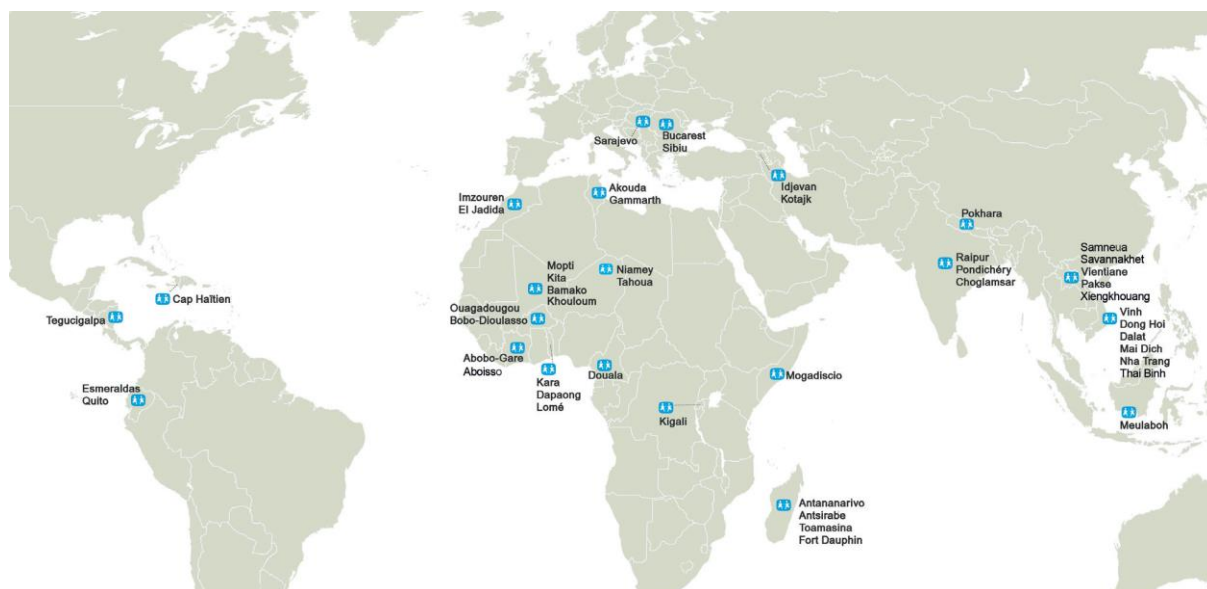 Sarajevo
Bucarest
Sibiu
Imzouren
El Jadida
Akouda
Gammarth
Idjevan
Kotajk
Pokhara
Raipur
Pondichéry
Choglamsar
Samneua
Savannakhet
Vientiane
Pakse
Xiengkhouang
Mopti
Kita
Bamako
Khouloum
Niamey
Tahoua
Cap Haïtien
Tegucigalpa
Ouagadougou
Bobo-Dioulasso
Vinh
Dong Hoi
Dalat
Mai Dich
Nha Trang
Thai Binh
Abobo-Gare
Aboisso
Kara
Dapaong
Lomé
Douala
Mogadiscio
Esmeraldas
Quito
Kigali
Meulaboh
Antananarivo
Antsirabe
Toamasina
Fort Dauphin